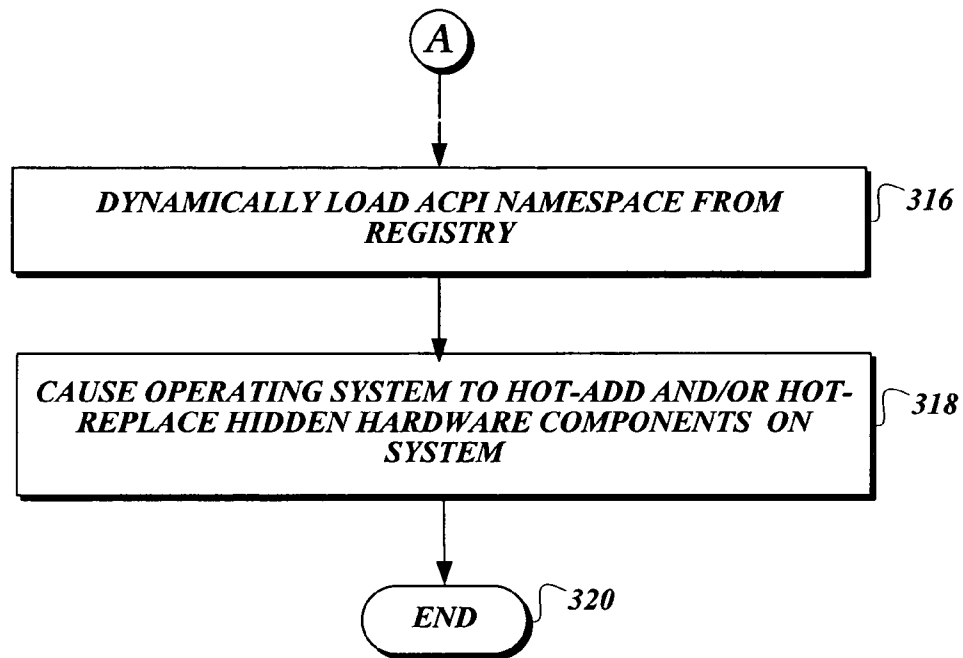 A
DYNAMICALLY LOAD ACPI NAMESPACE FROM
REGISTRY
316
CAUSE OPERATING SYSTEM TO HOT-ADD AND/OR HOT-
REPLACE HIDDEN HARDWARE COMPONENTS ON
SYSTEM
318
END
320